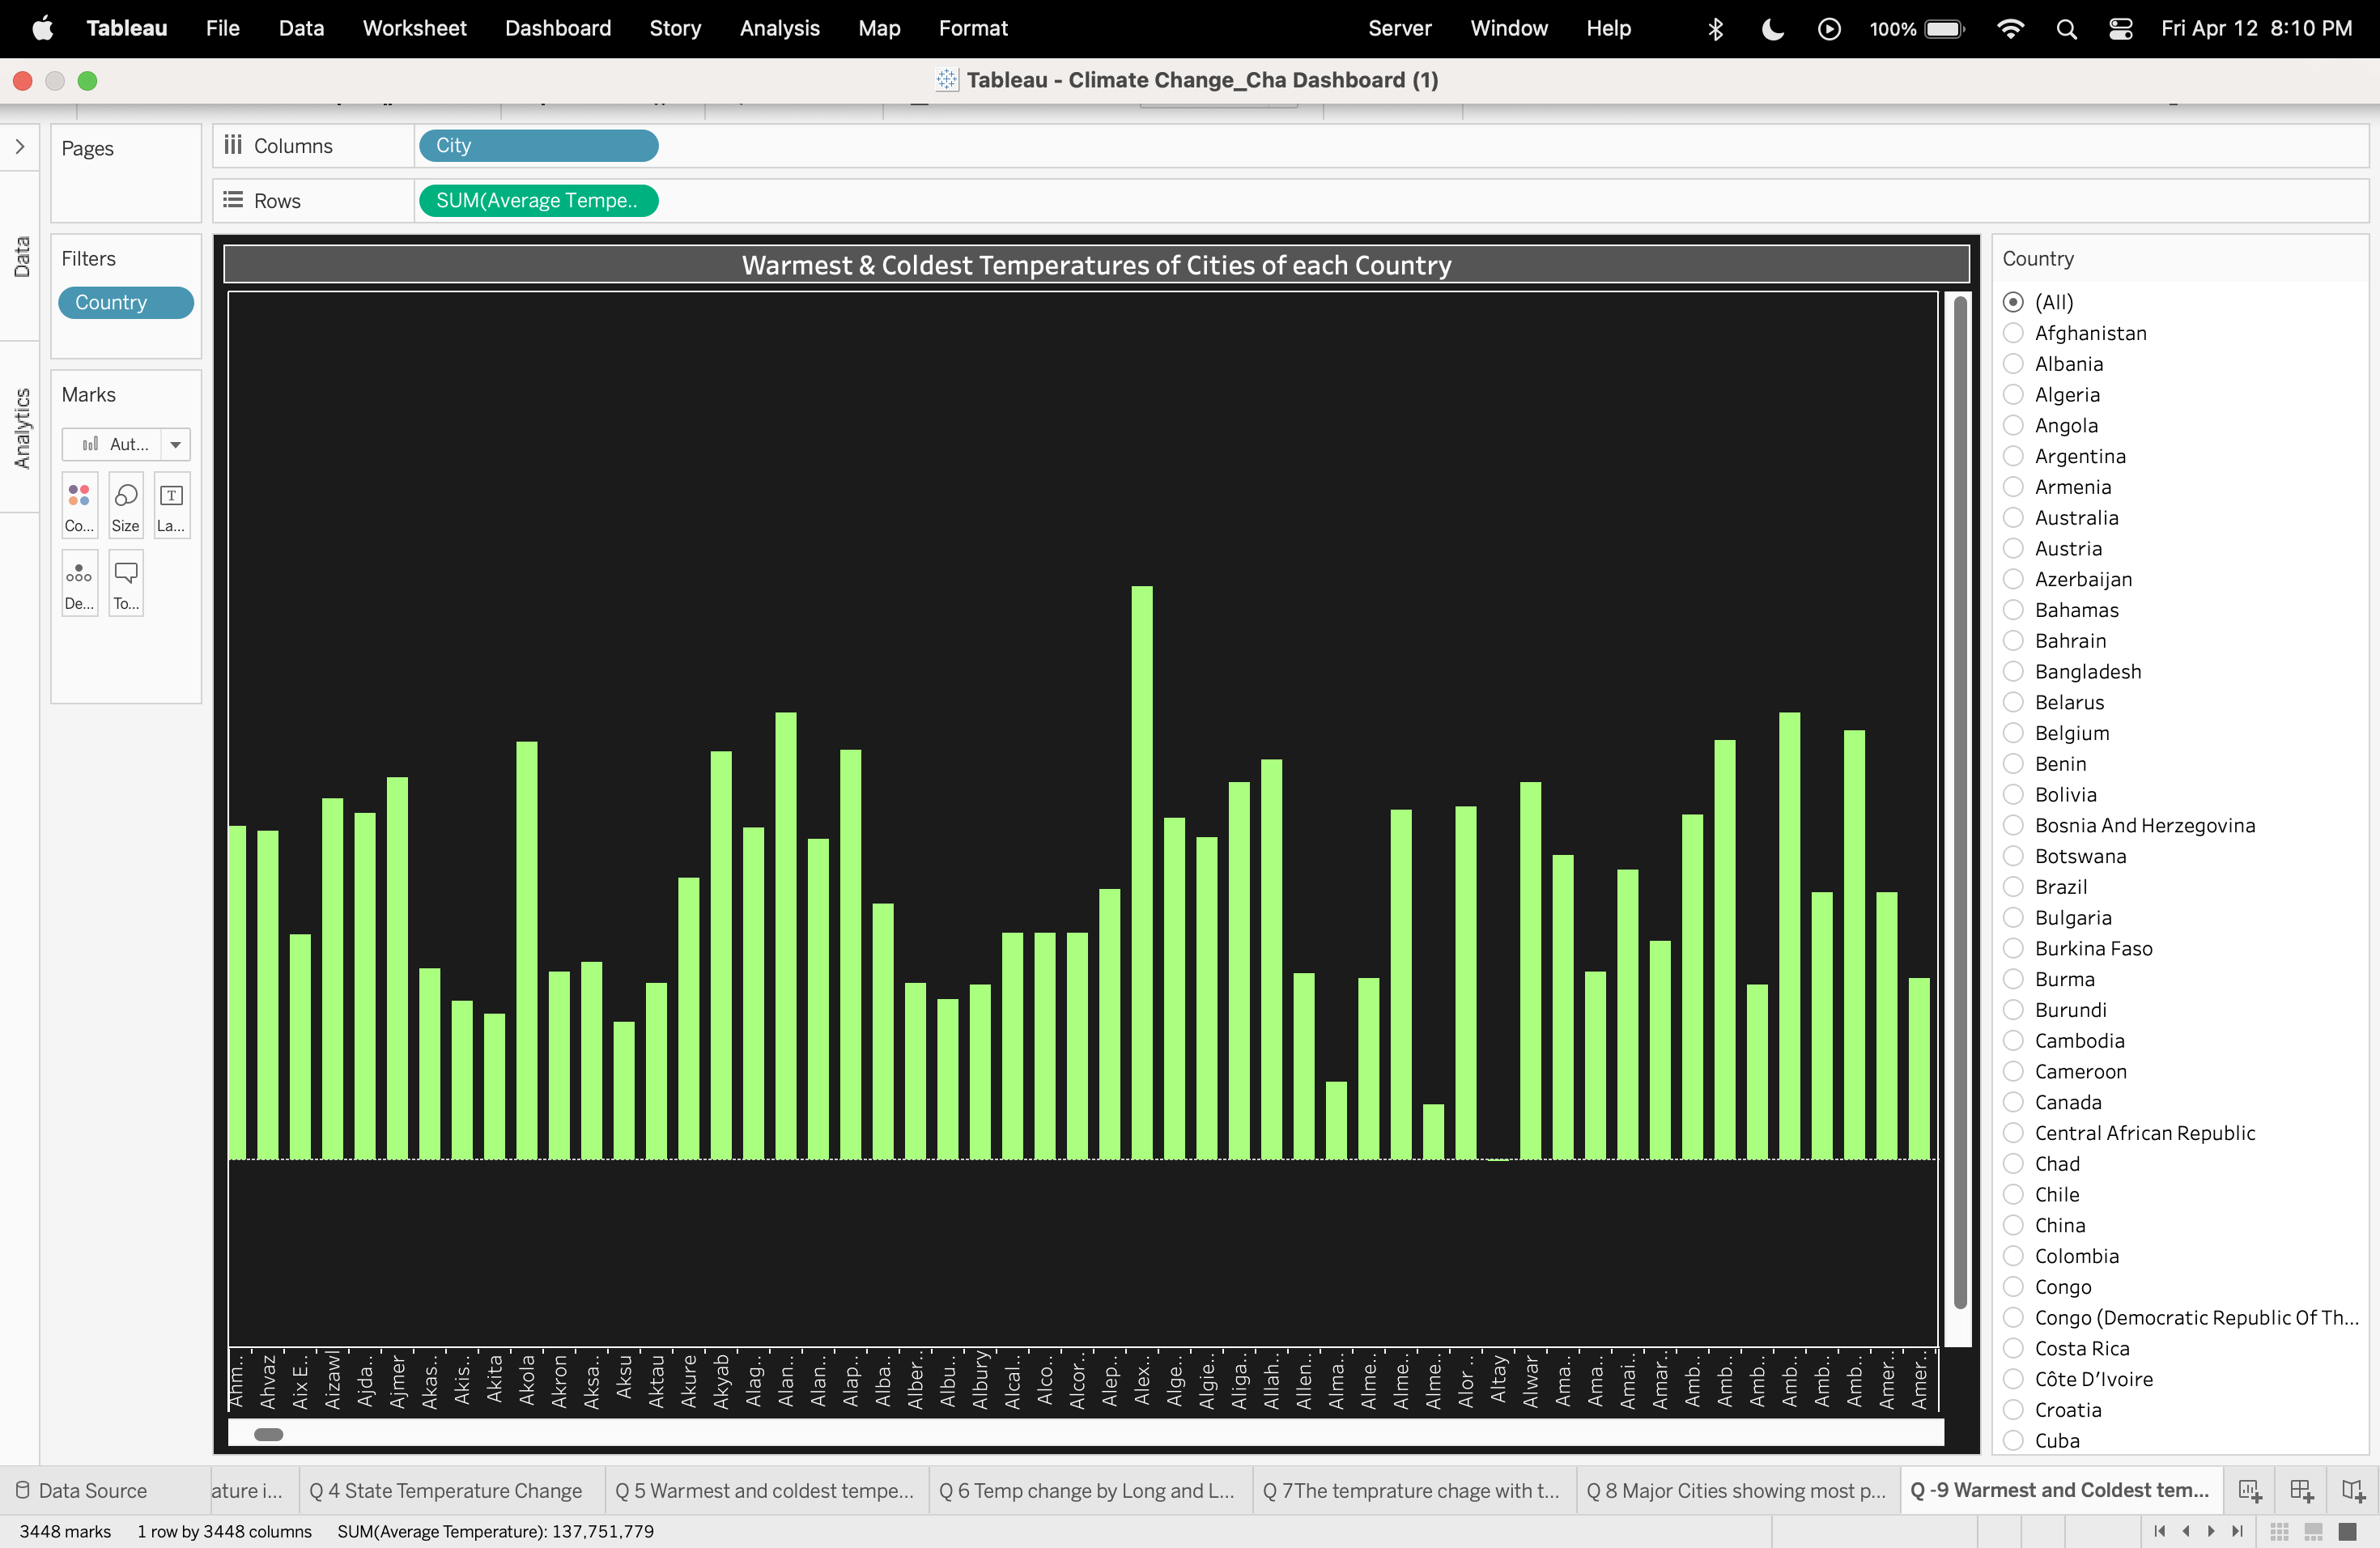 Tableau File Data Worksheet Dashboard Story Analysis Map Format Server Window Help 100% Fri Apr 12 8:10 PM
Tableau - Climate Change_Cha Dashboard (1)
Pages
Columns
City
Rows
SUM(Average Tempe..
Data
Analytics
Filters
Country
Marks
Aut...
Co...
Size
T
La...
De...
To...
Warmest & Coldest Temperatures of Cities of each Country
Ahm..
Ahvaz
Aix E..
Aizawl
Ajda..
Ajmer
Akas..
Akis..
Akita
Akola
Akron
Aksa..
Aksu
Aktau
Akure
Akyab
Alag..
Alan..
Alan..
Alap..
Alba..
Alber..
Albu..
Albury
Alcal..
Alco..
Alcor..
Alep..
Alex..
Alge..
Algie..
Aliga..
Allah..
Allen..
Alma..
Alme..
Alme..
Alme..
Alor ..
Altay
Alwar
Ama..
Ama..
Amai..
Amar..
Amb..
Amb..
Amb..
Amb..
Amb..
Amb..
Amer..
Amer..
Country
(All)
Afghanistan
Albania
Algeria
Angola
Argentina
Armenia
Australia
Austria
Azerbaijan
Bahamas
Bahrain
Bangladesh
Belarus
Belgium
Benin
Bolivia
Bosnia And Herzegovina
Botswana
Brazil
Bulgaria
Burkina Faso
Burma
Burundi
Cambodia
Cameroon
Canada
Central African Republic
Chad
Chile
China
Colombia
Congo
Congo (Democratic Republic Of Th...
Costa Rica
Côte D'Ivoire
Croatia
Cuba
Data Source
ature i...
Q 4 State Temperature Change
Q 5 Warmest and coldest tempe...
Q 6 Temp change by Long and L...
Q 7The temprature chage with t...
Q 8 Major Cities showing most p...
Q -9 Warmest and Coldest tem...
3448 marks 1 row by 3448 columns SUM(Average Temperature): 137,751,779